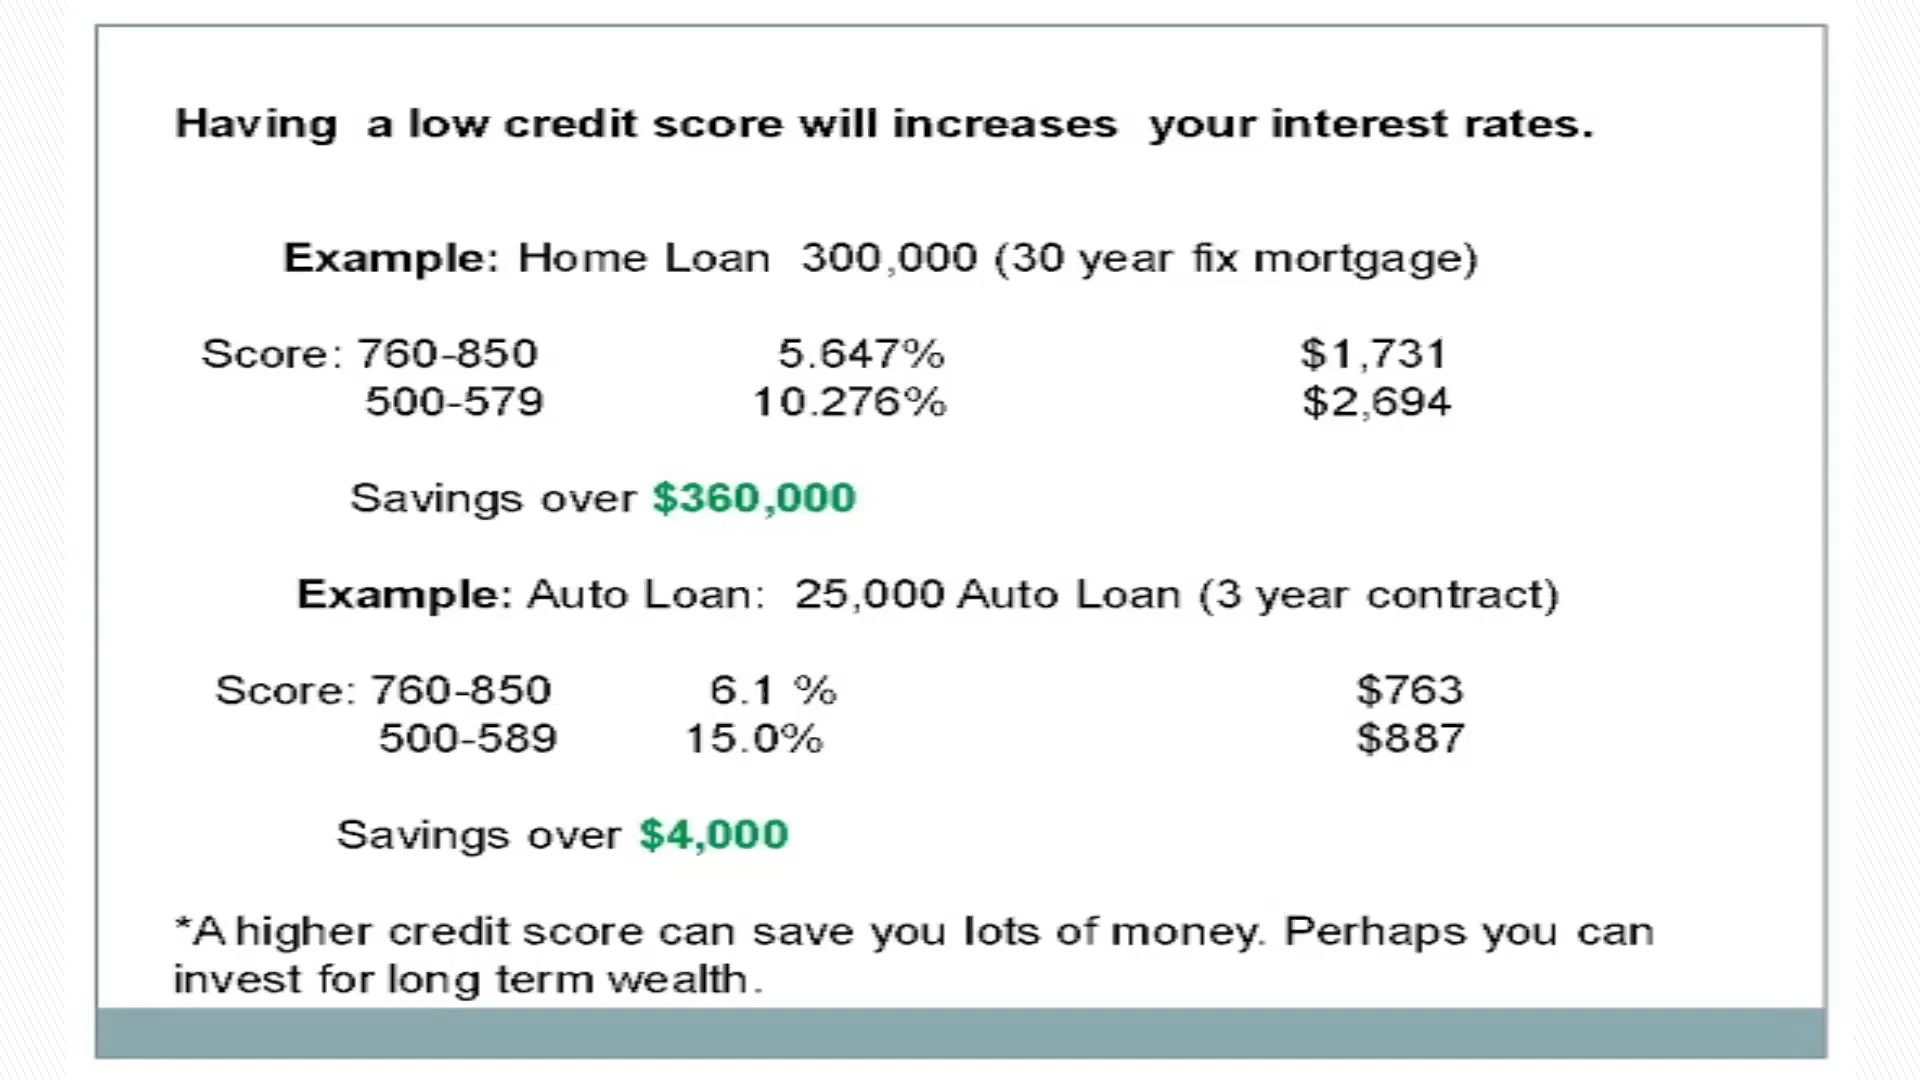 Having a low credit score will increases your interest rates.
Example: Home Loan 300,000 (30 year fix mortgage)
Score: 760-850 5.647% $1,731
500-579 10.276% $2,694
Savings over $360,000
Example: Auto Loan: 25,000 Auto Loan (3 year contract)
Score: 760-850 6.1 % $763
500-589 15.0% $887
Savings over $4,000
*A higher credit score can save you lots of money. Perhaps you can
invest for long term wealth.